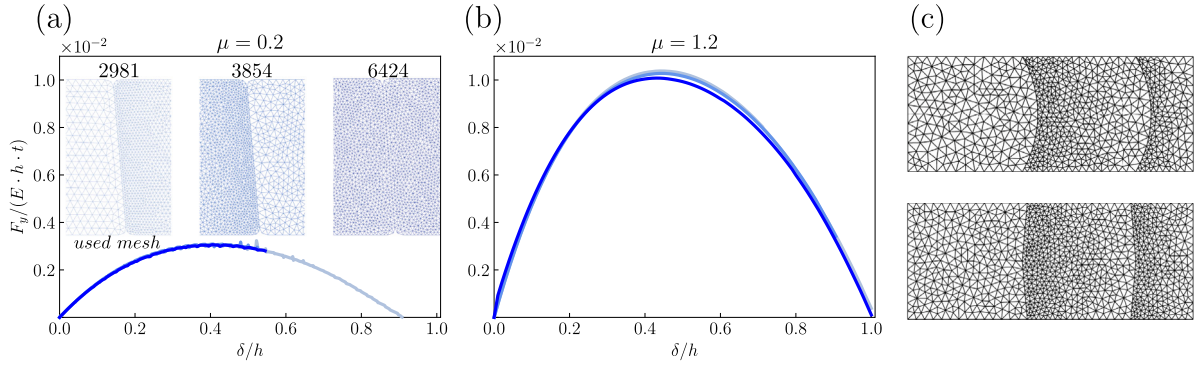 (a)
×10⁻²
μ = 0.2
2981 3854 6424
used mesh
F_y/(E · h · t)
1.0
0.8
0.6
0.4
0.2
0.0 0.2 0.4 0.6 0.8 1.0
δ/h
(b)
×10⁻²
μ = 1.2
1.0
0.8
0.6
0.4
0.2
0.0 0.2 0.4 0.6 0.8 1.0
δ/h
(c)